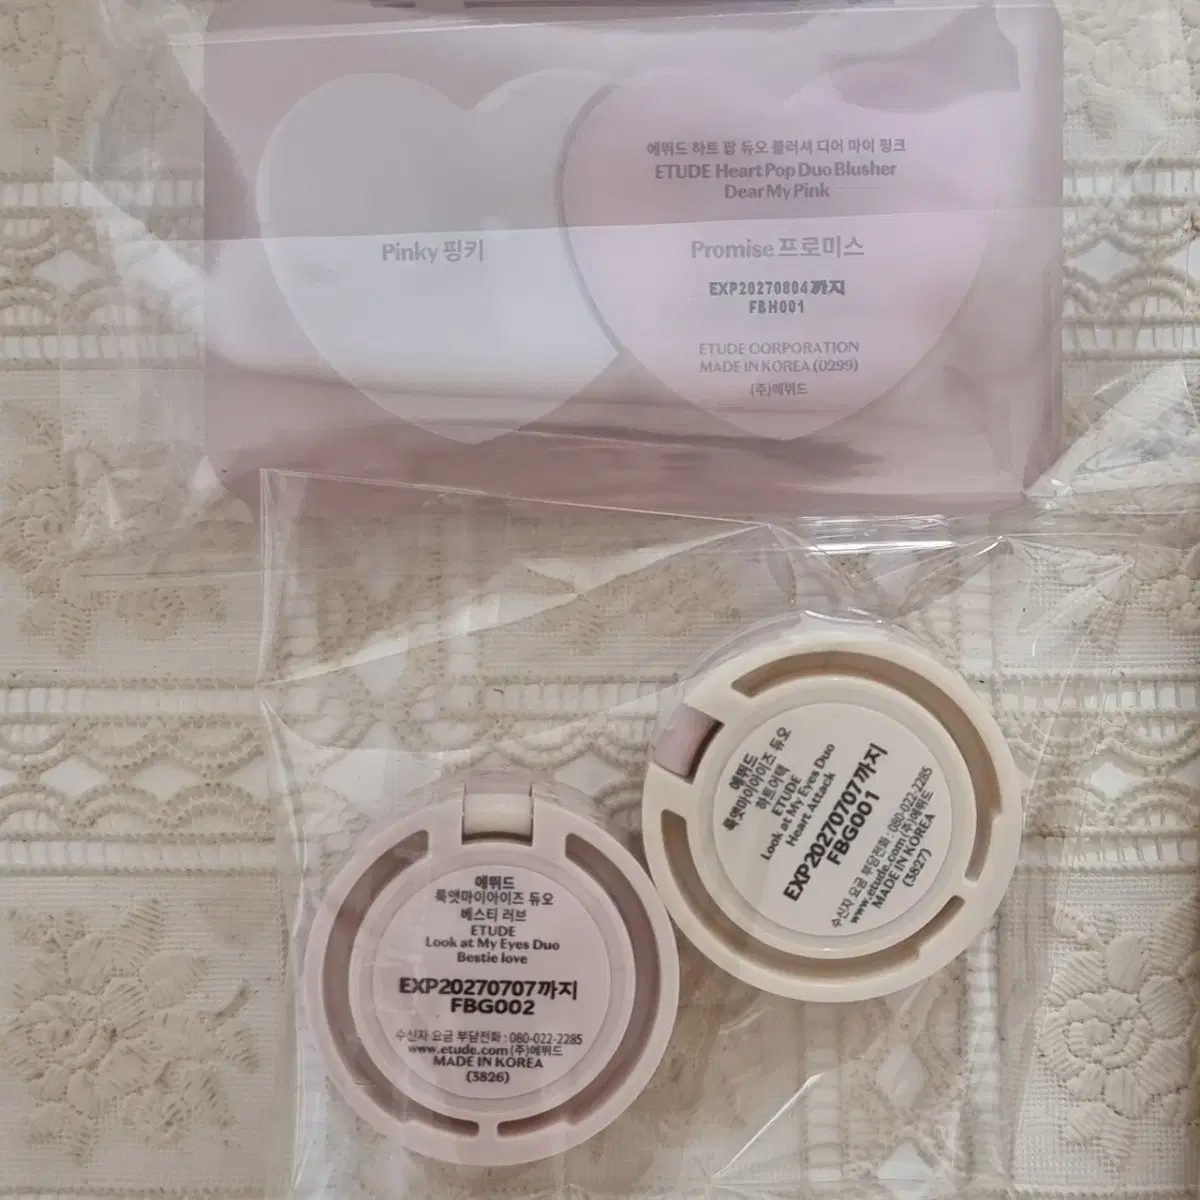 에뛰드 하트 팝 듀오 블러셔 디어 마이 핑크
ETUDE Heart Pop Duo Blusher
Dear My Pink
Pinky 핑키
Promise 프로미스
EXP20270804까지
FBH001
ETUDE CORPORATION
MADE IN KOREA (0299)
(주)에뛰드
에뛰드
룩앳마이아이즈 듀오
하트어택
ETUDE
Look at My Eyes Duo
Heart Attack
EXP20270707까지
FBG001
수신자 요금 부담전화 : 080-022-2285
www.etude.com (주)에뛰드
MADE IN KOREA
(3827)
에뛰드
룩앳마이아이즈 듀오
베스티 러브
ETUDE
Look at My Eyes Duo
Bestie love
EXP20270707까지
FBG002
수신자 요금 부담전화 : 080-022-2285
www.etude.com (주)에뛰드
MADE IN KOREA
(3826)